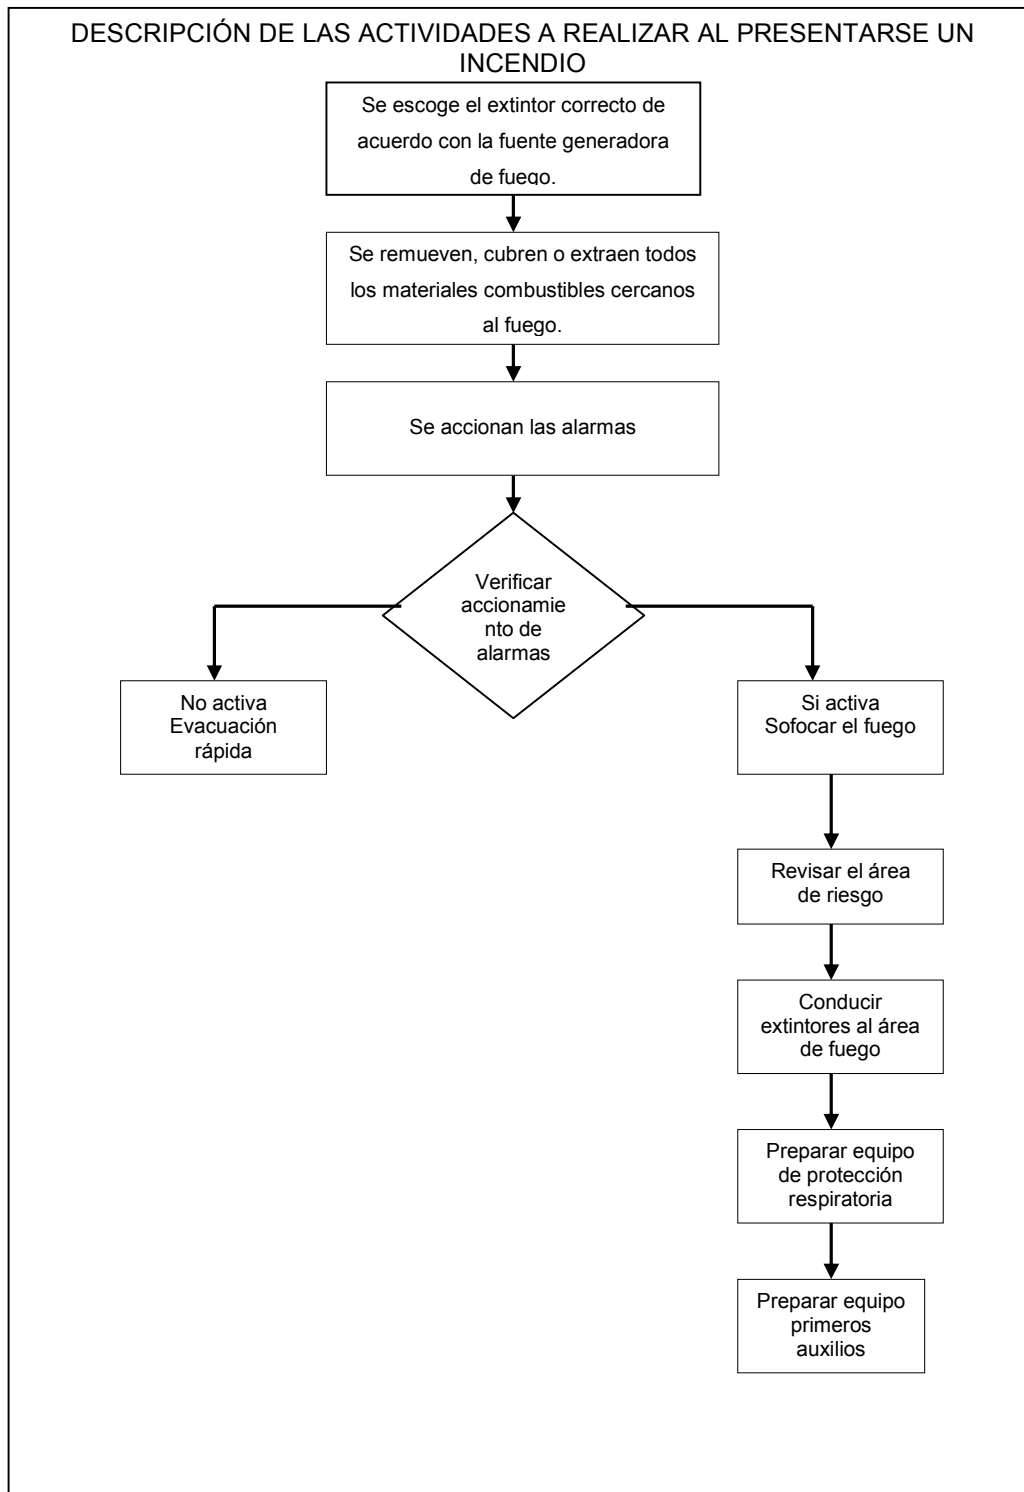 DESCRIPCIÓN DE LAS ACTIVIDADES A REALIZAR AL PRESENTARSE UN
INCENDIO
Se escoge el extintor correcto de
acuerdo con la fuente generadora
de fuego.
Se remueven, cubren o extraen todos
los materiales combustibles cercanos
al fuego.
Se accionan las alarmas
Verificar
accionamie
nto de
alarmas
No activa
Evacuación
rápida
Si activa
Sofocar el fuego
Revisar el área
de riesgo
Conducir
extintores al área
de fuego
Preparar equipo
de protección
respiratoria
Preparar equipo
primeros
auxilios